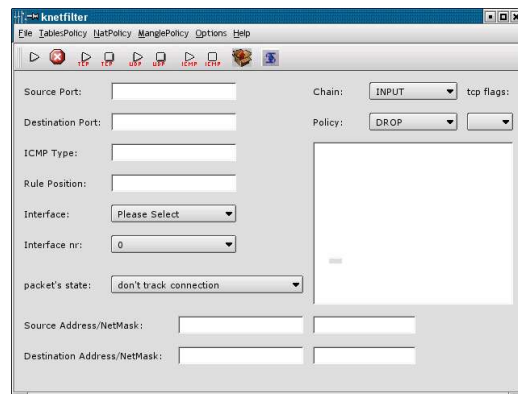 knetfilter
File TablesPolicy NatPolicy ManglePolicy Options Help
TCP TCP UDP UDP ICMP ICMP
Source Port: Chain: INPUT tcp flags:
Destination Port: Policy: DROP
ICMP Type:
Rule Position:
Interface: Please Select
Interface nr: 0
packet's state: don't track connection
Source Address/NetMask:
Destination Address/NetMask: